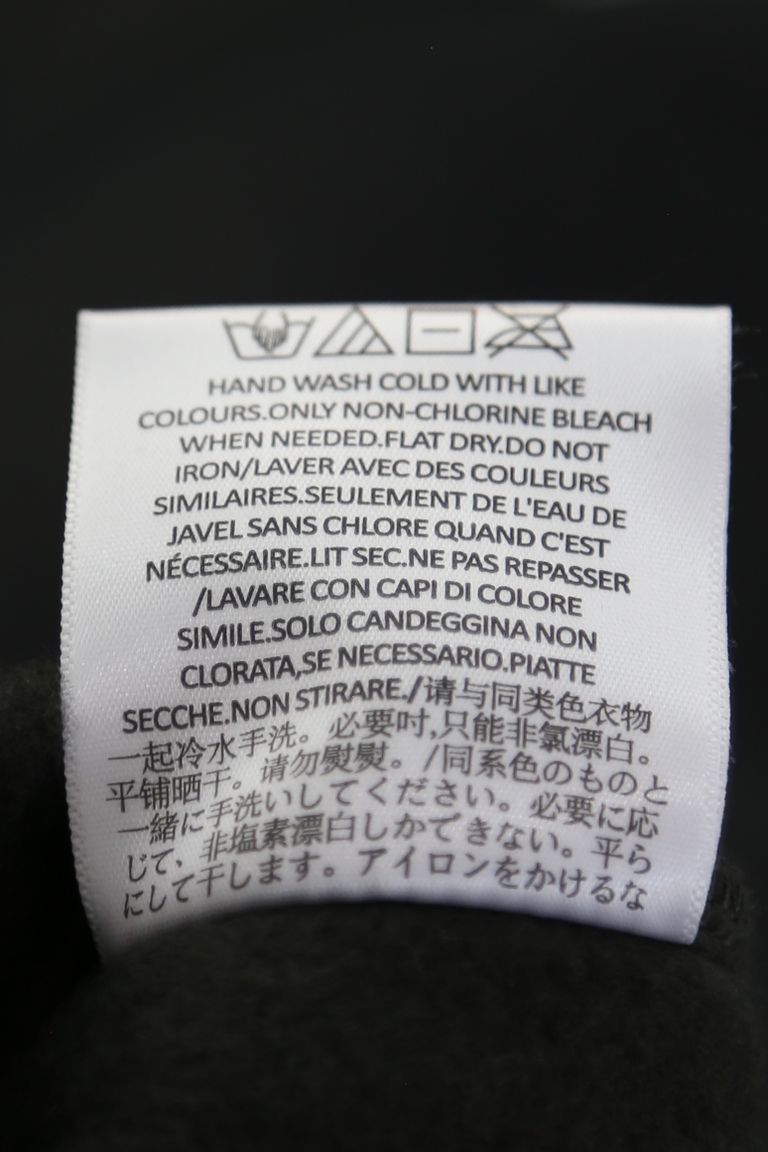 HAND WASH COLD WITH LIKE
COLOURS.ONLY NON-CHLORINE BLEACH
WHEN NEEDED.FLAT DRY.DO NOT
IRON/LAVER AVEC DES COULEURS
SIMILAIRES.SEULEMENT DE L'EAU DE
JAVEL SANS CHLORE QUAND C'EST
NÉCESSAIRE.LIT SEC.NE PAS REPASSER
/LAVARE CON CAPI DI COLORE
SIMILE.SOLO CANDEGGINA NON
CLORATA,SE NECESSARIO.PIATTE
SECCHE.NON STIRARE./请与同类色衣物
一起冷水手洗。必要时,只能非氯漂白。
平铺晒干。请勿熨熨。/同系色のものと
一緒に手洗いしてください。必要に応
じて、非塩素漂白しかできない。平ら
にして干します。アイロンをかけるな